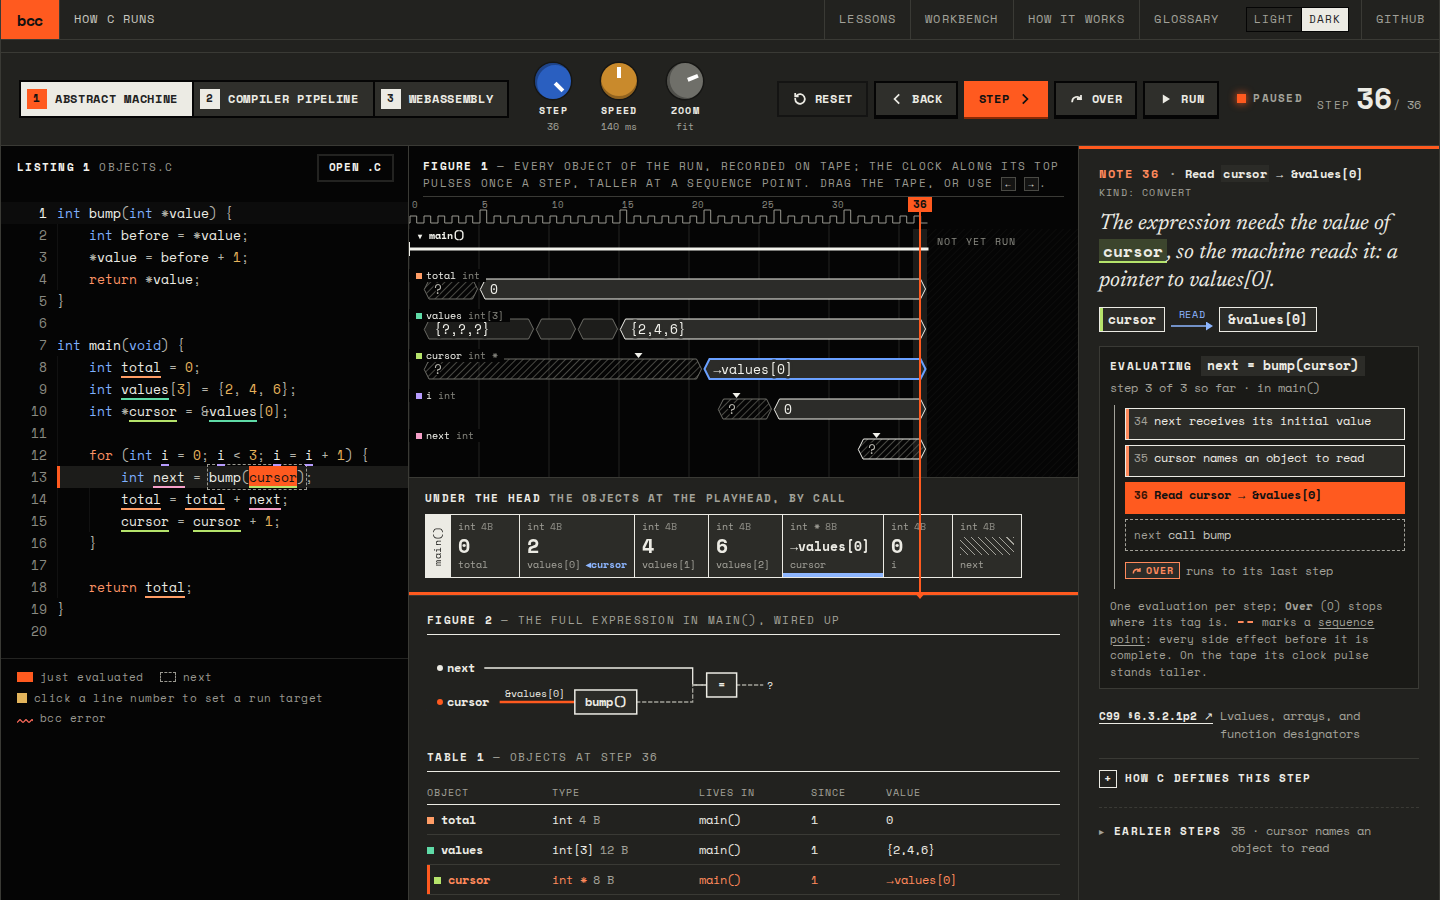 bcc HOW C RUNS LESSONS WORKBENCH HOW IT WORKS GLOSSARY LIGHT DARK GITHUB
1 ABSTRACT MACHINE 2 COMPILER PIPELINE 3 WEBASSEMBLY
STEP SPEED ZOOM
36 140 ms fit
RESET BACK STEP OVER RUN PAUSED STEP 36 / 36
LISTING 1 OBJECTS.C OPEN .C
1 int bump(int *value) {
2 int before = *value;
3 *value = before + 1;
4 return *value;
5 }
6
7 int main(void) {
8 int total = 0;
9 int values[3] = {2, 4, 6};
10 int *cursor = &values[0];
11
12 for (int i = 0; i < 3; i = i + 1) {
13 int next = bump(cursor);
14 total = total + next;
15 cursor = cursor + 1;
16 }
17
18 return total;
19 }
20
just evaluated next
click a line number to set a run target
bcc error
FIGURE 1 — EVERY OBJECT OF THE RUN, RECORDED ON TAPE; THE CLOCK ALONG ITS TOP
PULSES ONCE A STEP, TALLER AT A SEQUENCE POINT. DRAG THE TAPE, OR USE ← →.
0 5 10 15 20 25 30 36
▾ main() NOT YET RUN
total int
? 0
values int[3]
{?,?,?} {2,4,6}
cursor int *
? →values[0]
i int
? 0
next int
?
UNDER THE HEAD THE OBJECTS AT THE PLAYHEAD, BY CALL
main()
int 4B int 4B int 4B int 4B int * 8B int 4B int 4B
0 2 4 6 →values[0] 0
total values[0] ◂cursor values[1] values[2] cursor i next
FIGURE 2 — THE FULL EXPRESSION IN MAIN(), WIRED UP
next
= ?
cursor &values[0] bump()
TABLE 1 — OBJECTS AT STEP 36
OBJECT TYPE LIVES IN SINCE VALUE
total int 4 B main() 1 0
values int[3] 12 B main() 1 {2,4,6}
cursor int * 8 B main() 1 →values[0]
NOTE 36 · Read cursor → &values[0]
KIND: CONVERT
The expression needs the value of
cursor, so the machine reads it: a
pointer to values[0].
cursor READ &values[0]
EVALUATING next = bump(cursor)
step 3 of 3 so far · in main()
34 next receives its initial value
35 cursor names an object to read
36 Read cursor → &values[0]
next call bump
OVER runs to its last step
One evaluation per step; Over (O) stops
where its tag is. marks a sequence
point: every side effect before it is
complete. On the tape its clock pulse
stands taller.
C99 §6.3.2.1p2 ↗ Lvalues, arrays, and
function designators
+ HOW C DEFINES THIS STEP
▸ EARLIER STEPS 35 · cursor names an
object to read